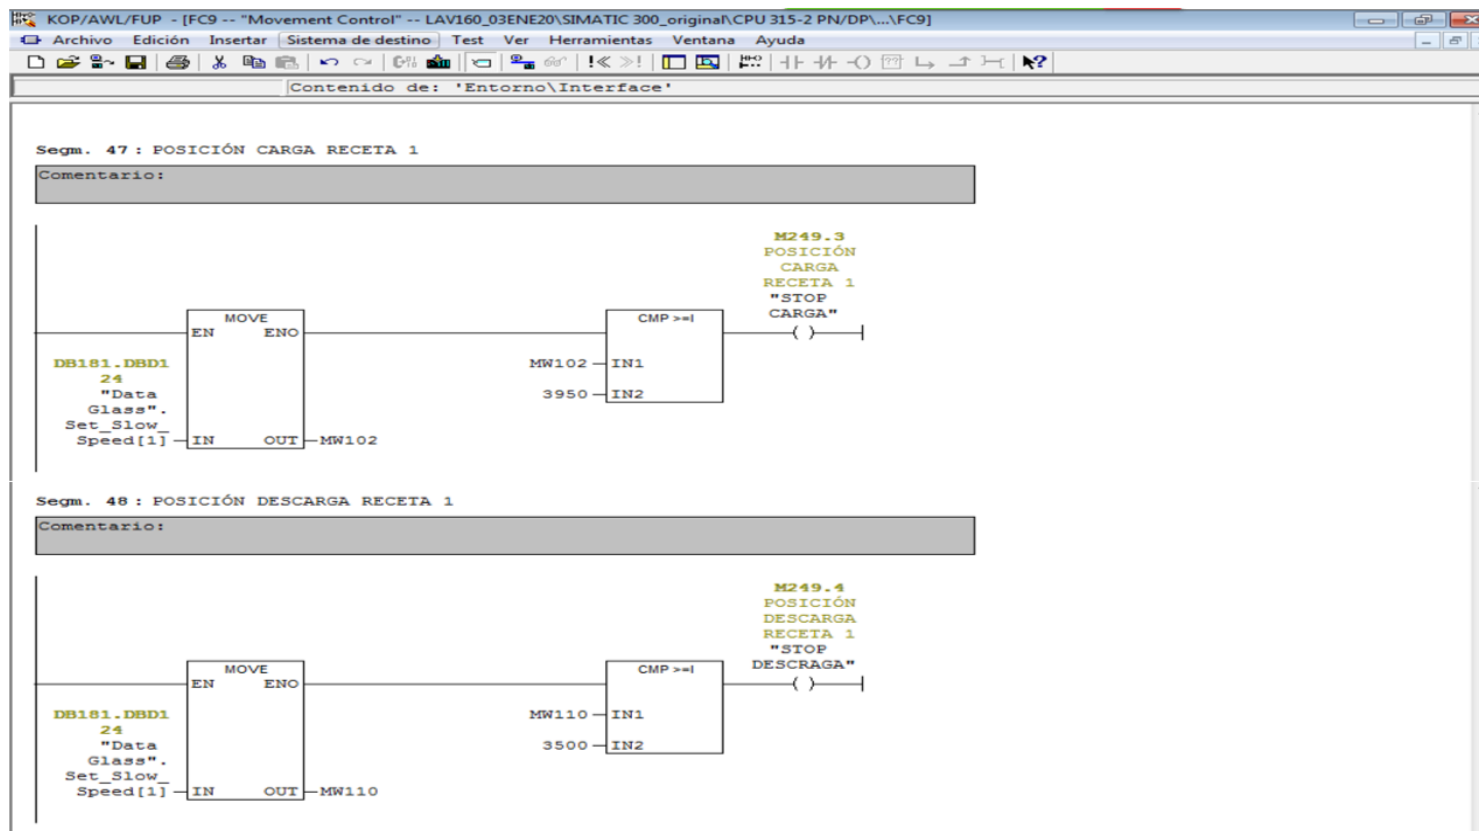 KOP/AWL/FUP - [FC9 -- "Movement Control" -- LAV160_03ENE20\SIMATIC 300_original\CPU 315-2 PN/DP\...\FC9]
Archivo Edición Insertar Sistema de destino Test Ver Herramientas Ventana Ayuda
Contenido de: 'Entorno\Interface'
Segm. 47 : POSICIÓN CARGA RECETA 1
Comentario:
M249.3
POSICIÓN
CARGA
RECETA 1
"STOP
CARGA"
MOVE
CMP >=I
EN ENO
DB181.DBD1
24
"Data
Glass".
Set_Slow_
Speed[1]
IN OUT MW102
MW102 IN1
3950 IN2
Segm. 48 : POSICIÓN DESCARGA RECETA 1
Comentario:
M249.4
POSICIÓN
DESCARGA
RECETA 1
"STOP
DESCRAGA"
MOVE
CMP >=I
EN ENO
DB181.DBD1
24
"Data
Glass".
Set_Slow_
Speed[1]
IN OUT MW110
MW110 IN1
3500 IN2